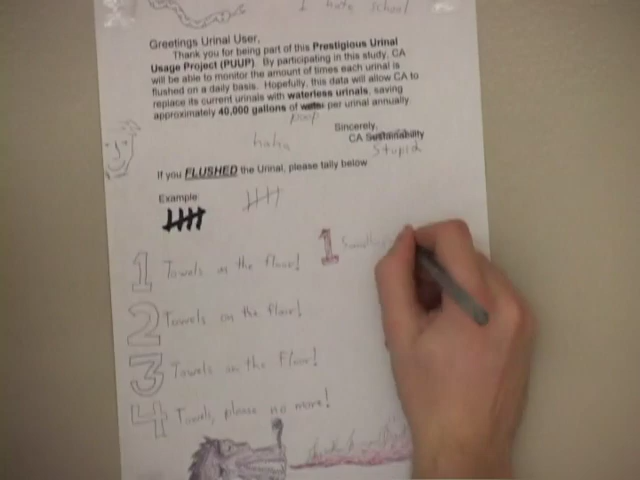 I hate school
Greetings Urinal User,
Thank you for being part of this Prestigious Urinal
Usage Project (PUUP). By participating in this study, CA
will be able to monitor the amount of times each urinal is
flushed on a daily basis. Hopefully, this data will allow CA to
replace its current urinals with waterless urinals, saving
approximately 40,000 gallons of water per urinal annually
poop
Sincerely,
haha
CA Sustainability
Stupid
If you FLUSHED the Urinal, please tally below
Example:
1 Towels on the floor!
1
2 Towels on the floor!
3 Towels on the Floor!
4 Towels, please no more!